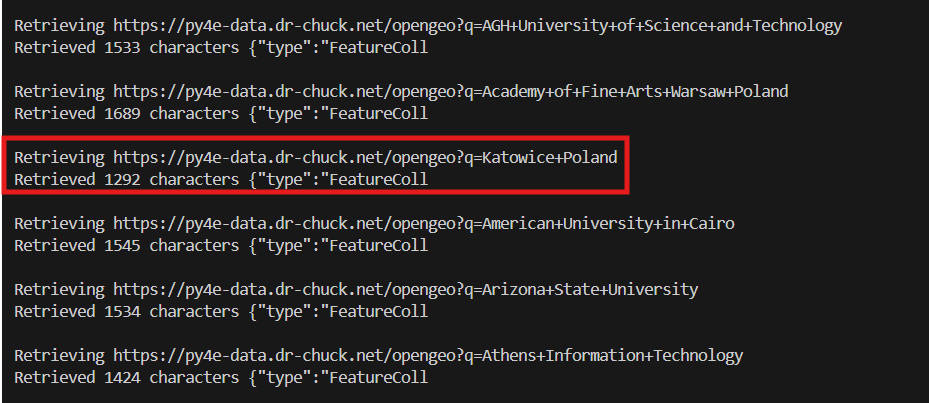 Retrieving https://py4e-data.dr-chuck.net/opengeo?q=AGH+University+of+Science+and+Technology
Retrieved 1533 characters {"type":"FeatureColl
Retrieving https://py4e-data.dr-chuck.net/opengeo?q=Academy+of+Fine+Arts+Warsaw+Poland
Retrieved 1689 characters {"type":"FeatureColl
Retrieving https://py4e-data.dr-chuck.net/opengeo?q=Katowice+Poland
Retrieved 1292 characters {"type":"FeatureColl
Retrieving https://py4e-data.dr-chuck.net/opengeo?q=American+University+in+Cairo
Retrieved 1545 characters {"type":"FeatureColl
Retrieving https://py4e-data.dr-chuck.net/opengeo?q=Arizona+State+University
Retrieved 1534 characters {"type":"FeatureColl
Retrieving https://py4e-data.dr-chuck.net/opengeo?q=Athens+Information+Technology
Retrieved 1424 characters {"type":"FeatureColl